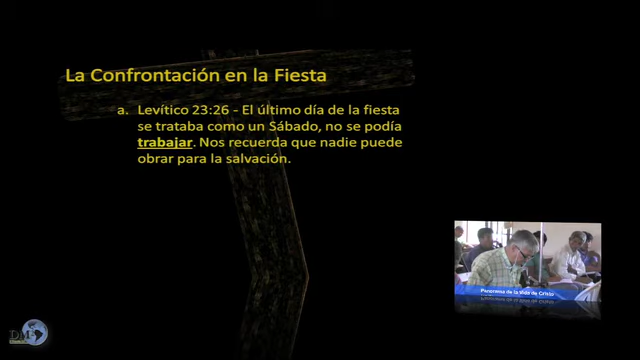 La Confrontación en la Fiesta
a. Levítico 23:26 - El último día de la fiesta
se trataba como un Sábado, no se podía
trabajar. Nos recuerda que nadie puede
obrar para la salvación.
Panorama de la Vida de Cristo
DM